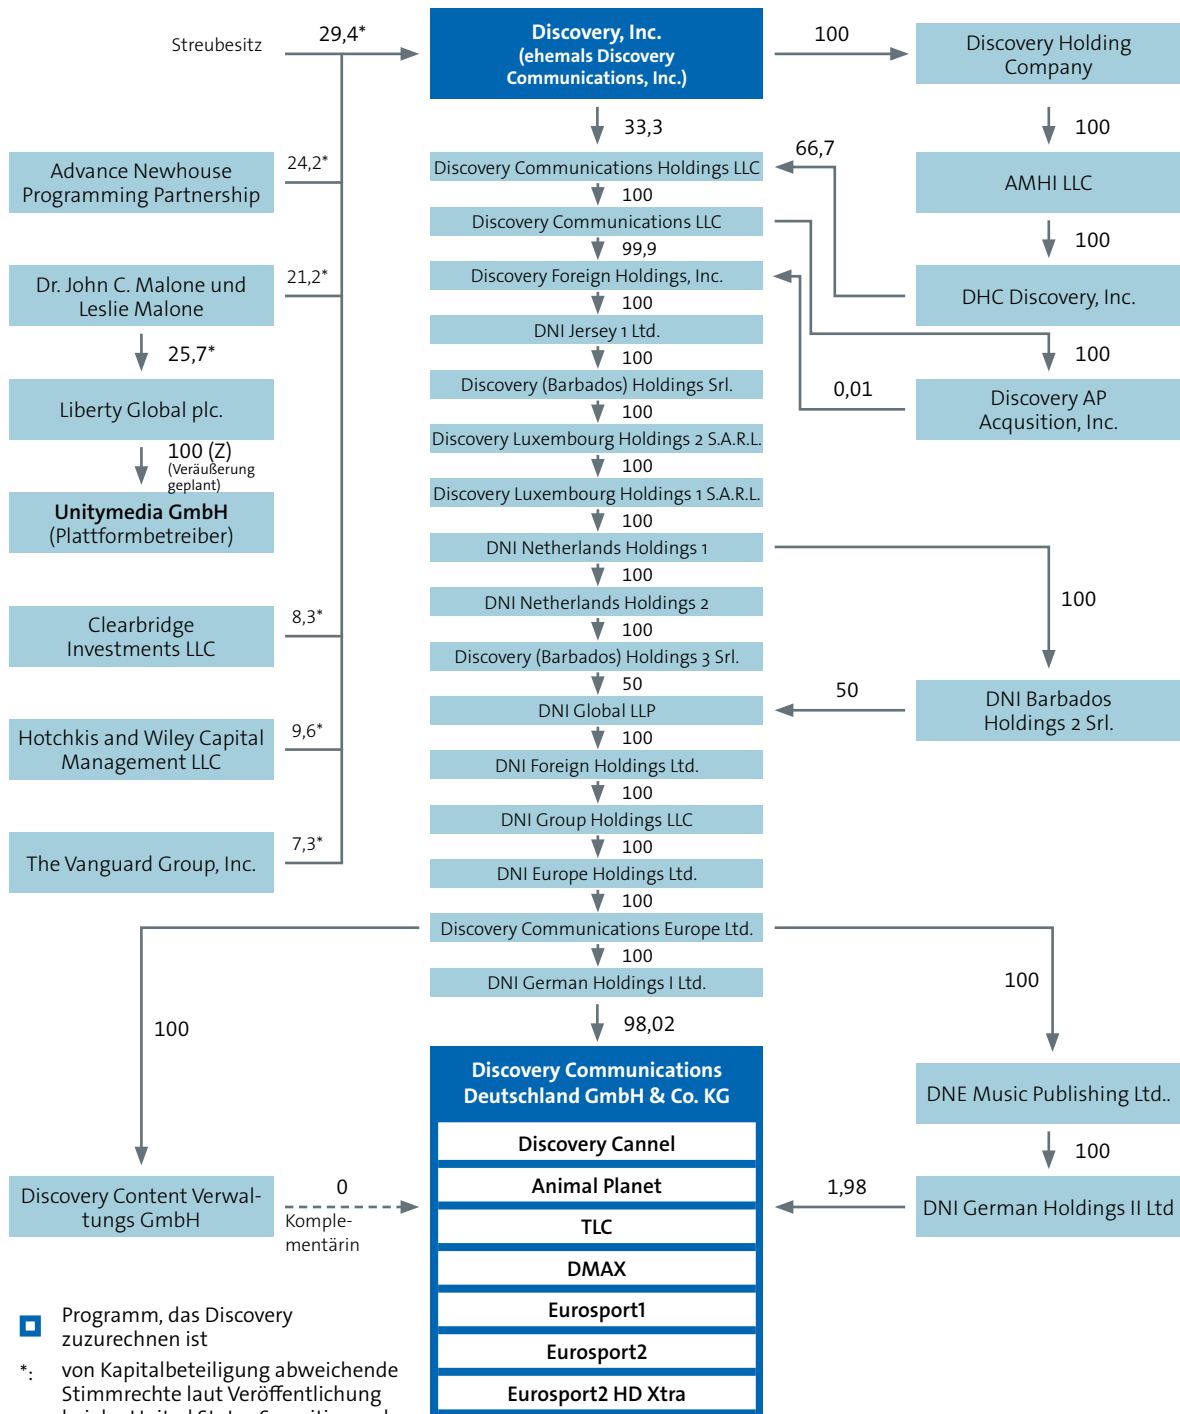 Streubesitz
29,4*
Discovery, Inc.
(ehemals Discovery
Communications, Inc.)
100
Discovery Holding
Company
33,3
100
66,7
Advance Newhouse
Programming Partnership
24,2*
Discovery Communications Holdings LLC
AMHI LLC
100
Discovery Communications LLC
100
99,9
Dr. John C. Malone und
Leslie Malone
21,2*
Discovery Foreign Holdings, Inc.
DHC Discovery, Inc.
100
DNI Jersey 1 Ltd.
25,7*
100
100
Discovery (Barbados) Holdings Srl.
0,01
Discovery AP
Acqusition, Inc.
Liberty Global plc.
100
Discovery Luxembourg Holdings 2 S.A.R.L.
100 (Z)
(Veräußerung
geplant)
100
Discovery Luxembourg Holdings 1 S.A.R.L.
Unitymedia GmbH
(Plattformbetreiber)
100
DNI Netherlands Holdings 1
100
DNI Netherlands Holdings 2
100
Clearbridge
Investments LLC
8,3*
100
Discovery (Barbados) Holdings 3 Srl.
50
50
DNI Barbados
Holdings 2 Srl.
DNI Global LLP
Hotchkis and Wiley Capital
Management LLC
9,6*
100
DNI Foreign Holdings Ltd.
100
DNI Group Holdings LLC
The Vanguard Group, Inc.
7,3*
100
DNI Europe Holdings Ltd.
100
Discovery Communications Europe Ltd.
100
DNI German Holdings I Ltd.
100
100
98,02
Discovery Communications
Deutschland GmbH & Co. KG
DNE Music Publishing Ltd..
Discovery Cannel
100
Animal Planet
Discovery Content Verwal-
tungs GmbH
0
Komple-
mentärin
1,98
DNI German Holdings II Ltd
TLC
DMAX
Eurosport1
Eurosport2
Eurosport2 HD Xtra
Programm, das Discovery
zuzurechnen ist
*: von Kapitalbeteiligung abweichende
Stimmrechte laut Veröffentlichung